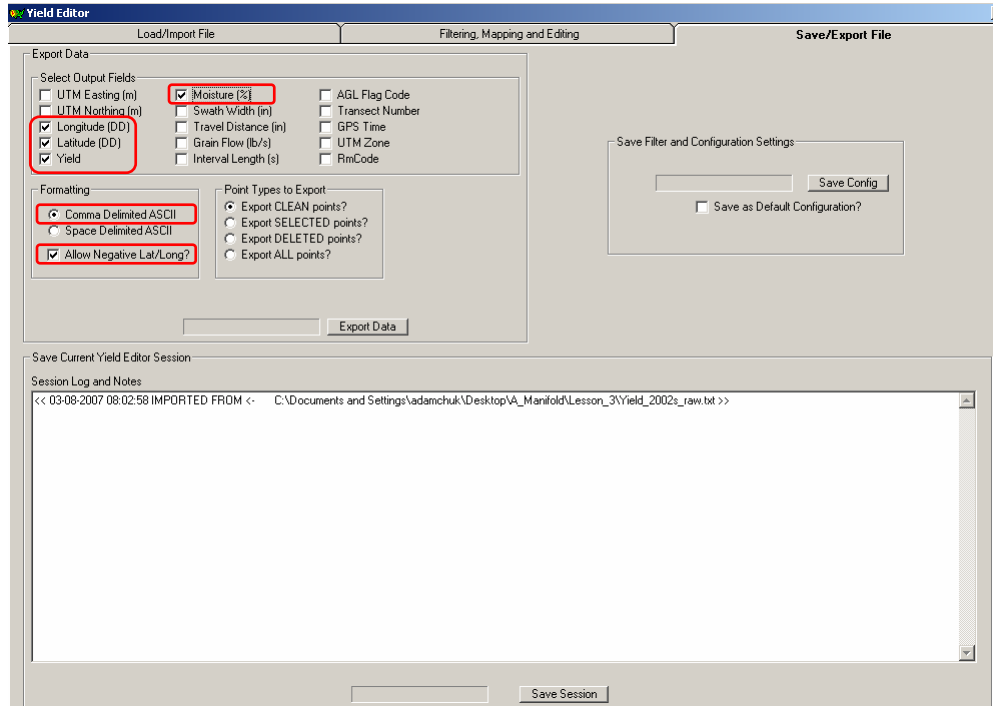 Yield Editor
Load/Import File
Filtering, Mapping and Editing
Save/Export File
Export Data
Select Output Fields
UTM Easting (m)
UTM Northing (m)
Longitude (DD)
Latitude (DD)
Yield
Moisture (%)
Swath Width (in)
Travel Distance (in)
Grain Flow (lb/s)
Interval Length (s)
AGL Flag Code
Transect Number
GPS Time
UTM Zone
RmCode
Formatting
Comma Delimited ASCII
Space Delimited ASCII
Allow Negative Lat/Long?
Point Types to Export
Export CLEAN points?
Export SELECTED points?
Export DELETED points?
Export ALL points?
Export Data
Save Filter and Configuration Settings
Save Config
Save as Default Configuration?
Save Current Yield Editor Session
Session Log and Notes
<< 03-08-2007 08:02:58 IMPORTED FROM <- C:\Documents and Settings\adamchuk\Desktop\A_Manifold\Lesson_3\Yield_2002s_raw.txt >>
Save Session